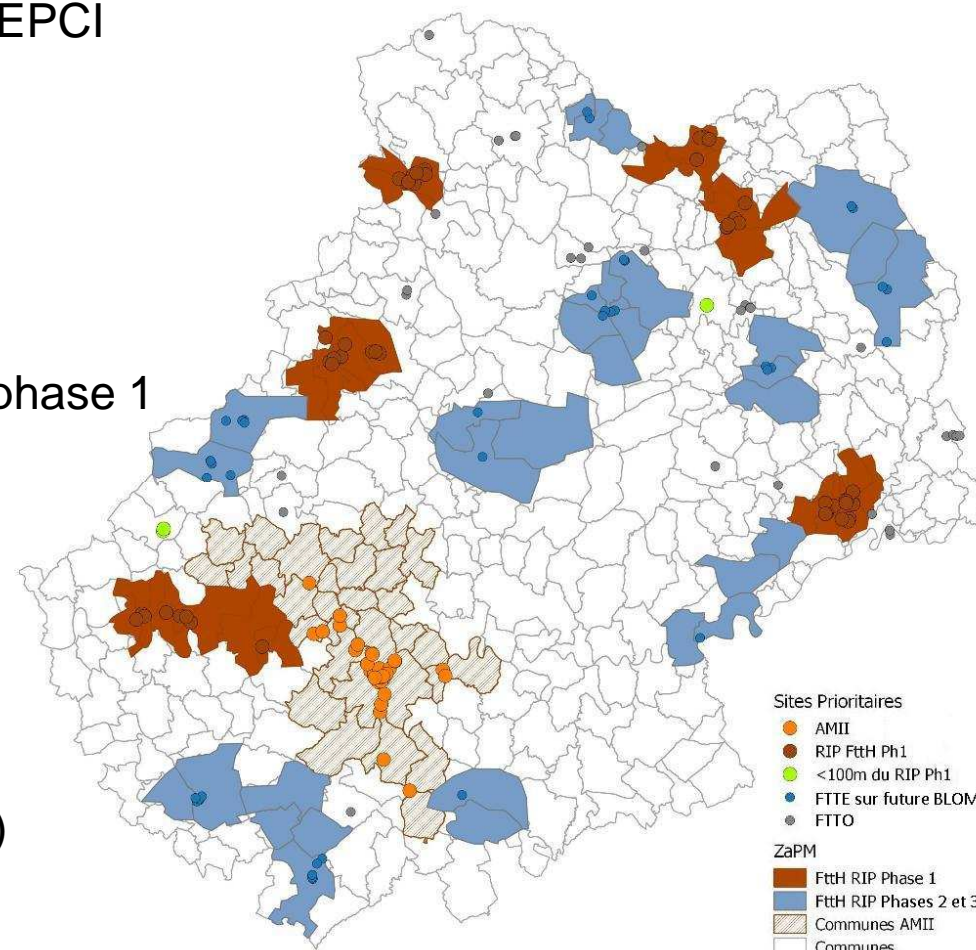 EPCI
phase 1
)
Sites Prioritaires
AMII
RIP FttH Ph1
<100m du RIP Ph1
FTTE sur future BLOM
FTTO
ZaPM
FttH RIP Phase 1
FttH RIP Phases 2 et 3
Communes AMII
Communes